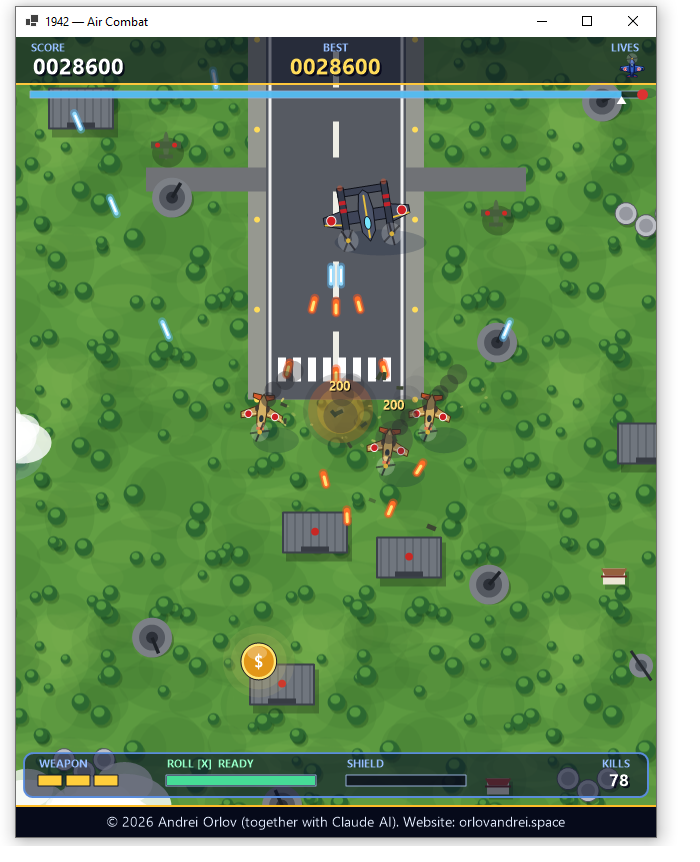 1942 — Air Combat
SCORE BEST LIVES
0028600 0028600
200
200
$
WEAPON ROLL [X] READY SHIELD KILLS
78
© 2026 Andrei Orlov (together with Claude AI). Website: orlovandrei.space